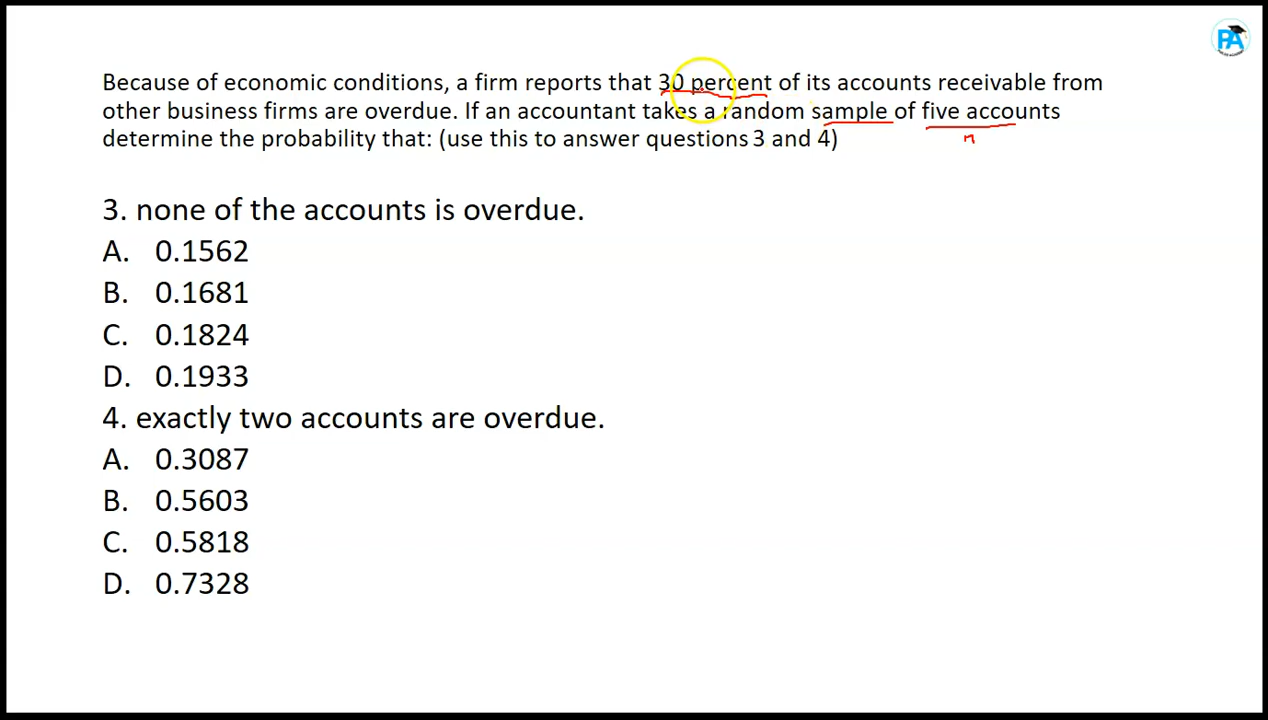 PA
Because of economic conditions, a firm reports that 30 percent of its accounts receivable from
other business firms are overdue. If an accountant takes a random sample of five accounts
determine the probability that: (use this to answer questions 3 and 4)
n
3. none of the accounts is overdue.
A. 0.1562
B. 0.1681
C. 0.1824
D. 0.1933
4. exactly two accounts are overdue.
A. 0.3087
B. 0.5603
C. 0.5818
D. 0.7328